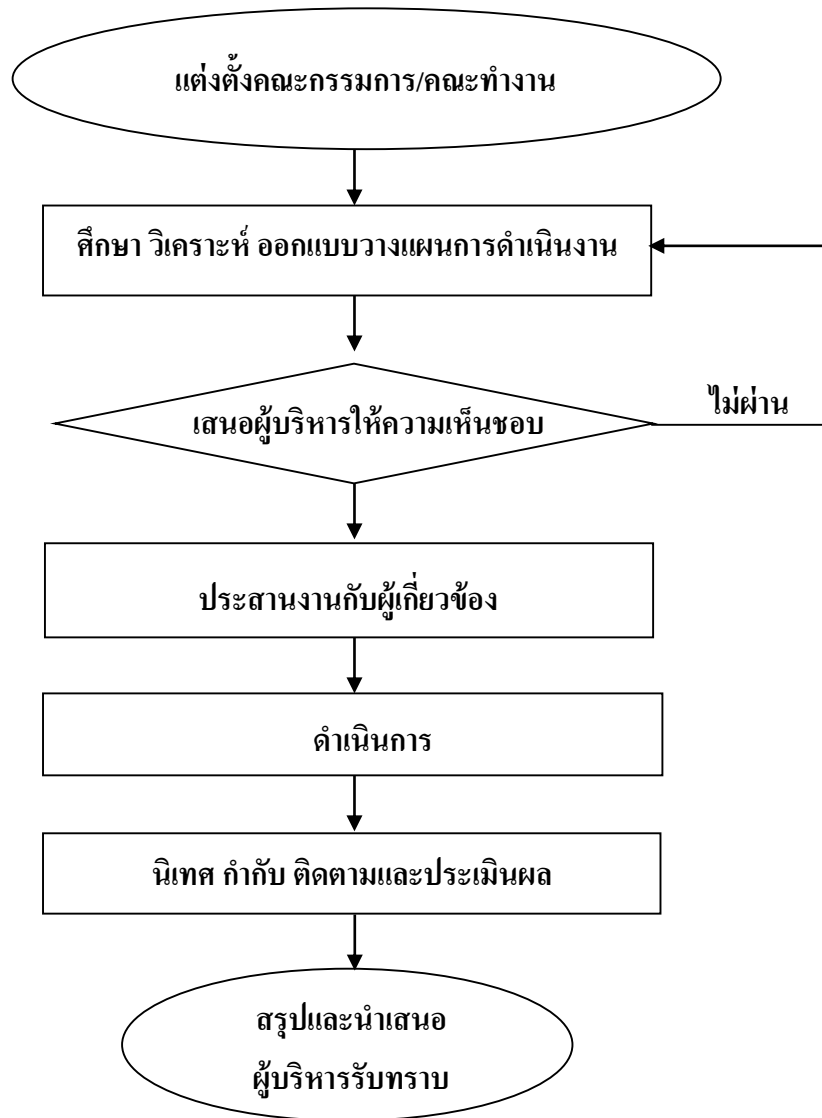 แต่งตั้งคณะกรรมการ/คณะทำงาน
ศึกษา วิเคราะห์ ออกแบบวางแผนการดำเนินงาน
เสนอผู้บริหารให้ความเห็นชอบ
ไม่ผ่าน
ประสานงานกับผู้เกี่ยวข้อง
ดำเนินการ
นิเทศ กำกับ ติดตามและประเมินผล
สรุปและนำเสนอ
ผู้บริหารรับทราบ